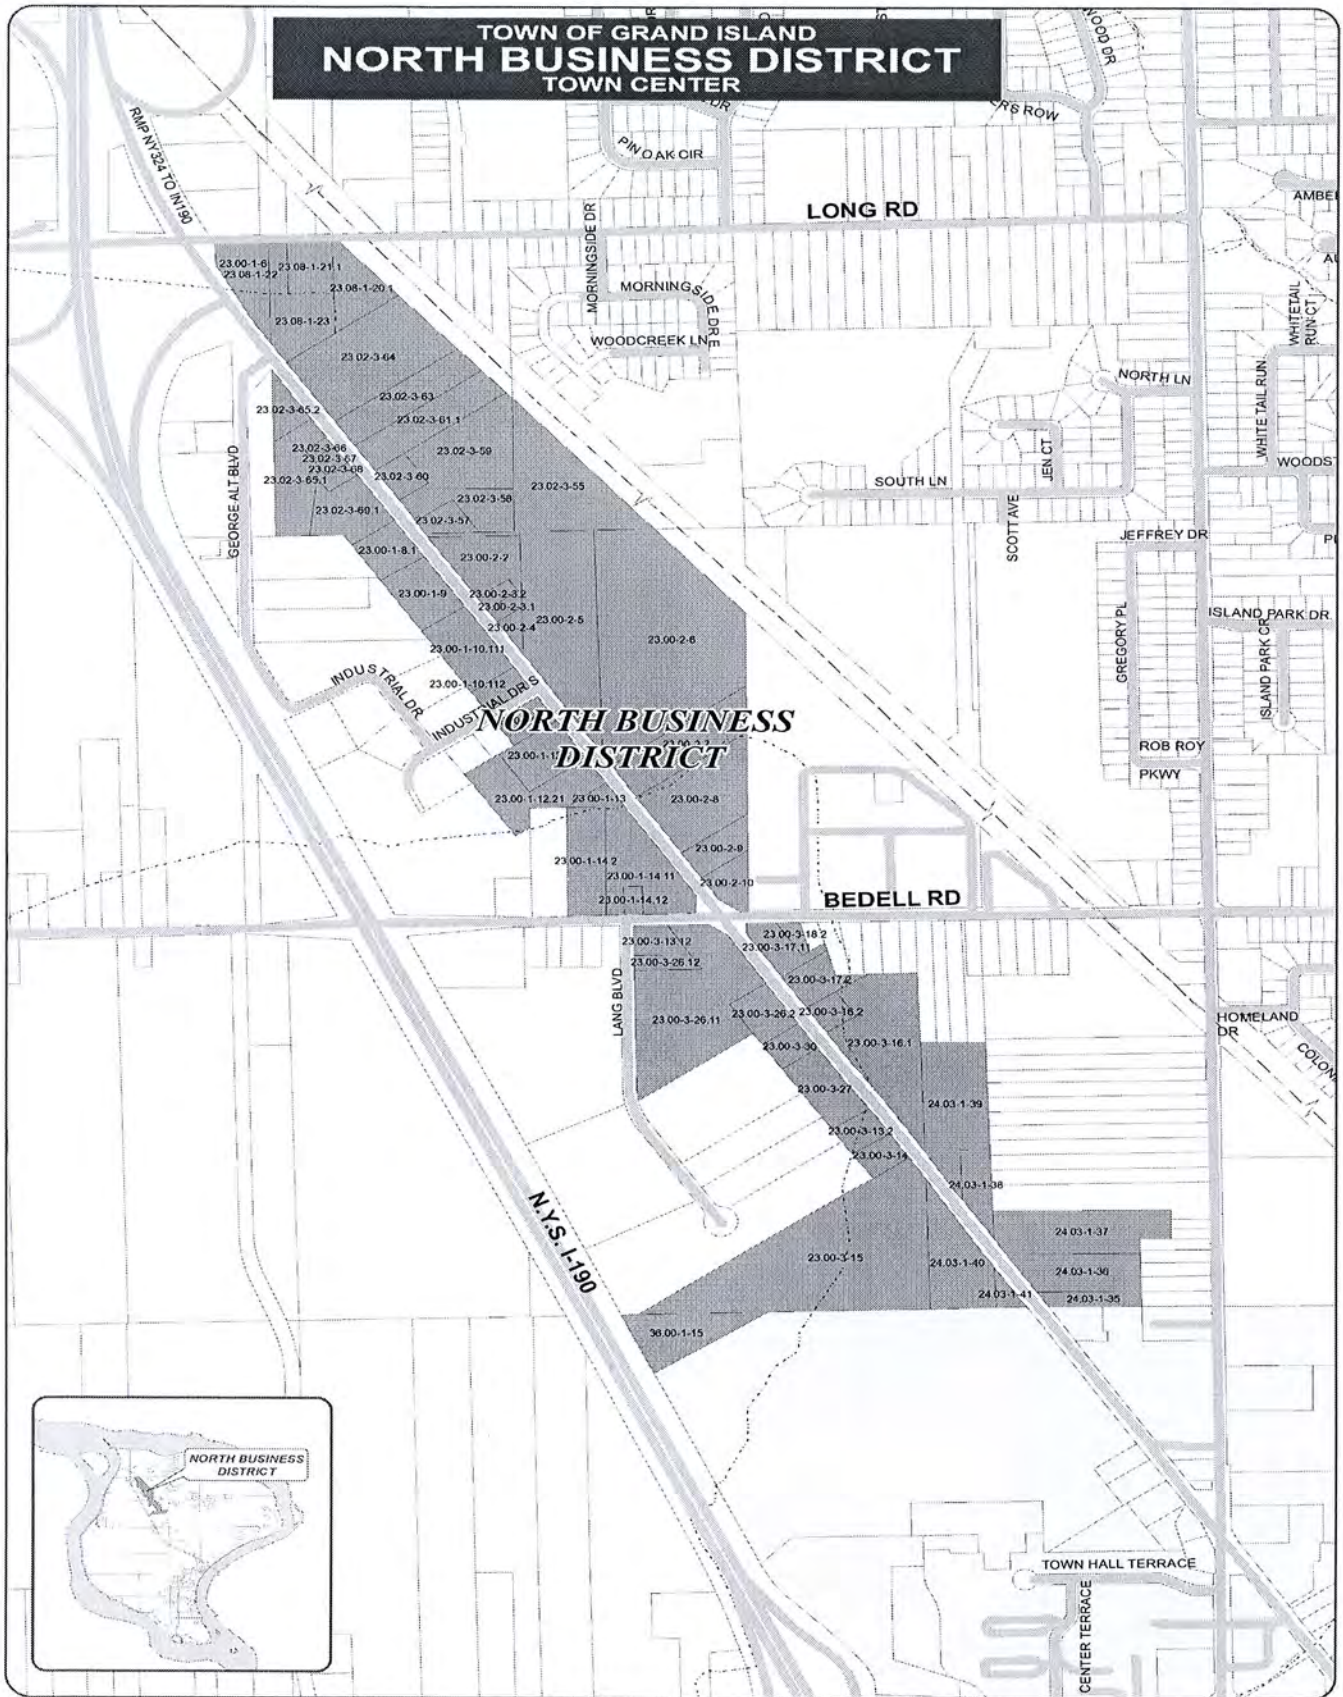 TOWN OF GRAND ISLAND
NORTH BUSINESS DISTRICT
TOWN CENTER
WOOD DR
ERS ROW
DR
PIN OAK CIR
RMP NY324 TO IN190
LONG RD
AMBE
MORNINGSIDE DR
MORNINGSIDE DR E
WOODCREEK LN
WHITETAIL
RUN CT
WHITE TAIL RUN
NORTH LN
JEN CT
SOUTH LN
SCOTT AVE
WOODST
JEFFREY DR
GREGORY PL
ISLAND PARK DR
ISLAND PARK CR
ROB ROY
PKWY
23.00-1-6
23.08-1-22
23.08-1-21.1
23.08-1-20.1
23.08-1-23
23.02-3-64
23.02-3-63
23.02-3-65.2
23.02-3-61.1
23.02-3-66
23.02-3-67
23.02-3-68
23.02-3-65.1
23.02-3-59
23.02-3-60
23.02-3-55
23.02-3-58
23.02-3-69.1
23.02-3-57
GEORGE ALT BLVD
23.00-1-8.1
23.00-2-2
23.00-1-9
23.00-2-3.2
23.00-2-3.1
23.00-2-4
23.00-2-5
23.00-2-6
23.00-1-10.111
23.00-1-10.112
INDUSTRIAL DR
INDUSTRIAL DR S
NORTH BUSINESS
DISTRICT
23.00-1-12.21
23.00-1-13
23.00-2-8
23.00-2-9
23.00-1-14.2
23.00-1-14.11
23.00-2-10
23.00-1-14.12
BEDELL RD
23.00-3-13.12
23.00-3-18.2
23.00-3-17.11
23.00-3-26.12
23.00-3-17.2
LANG BLVD
23.00-3-26.11
23.00-3-26.2
23.00-3-16.2
23.00-3-30
23.00-3-16.1
23.00-3-27
24.03-1-39
23.00-3-13.2
23.00-3-14
24.03-1-38
HOMELAND
DR
COLON
24.03-1-37
23.00-3-15
24.03-1-40
24.03-1-36
24.03-1-41
24.03-1-35
N.Y.S. I-190
36.00-1-15
NORTH BUSINESS
DISTRICT
TOWN HALL TERRACE
CENTER TERRACE